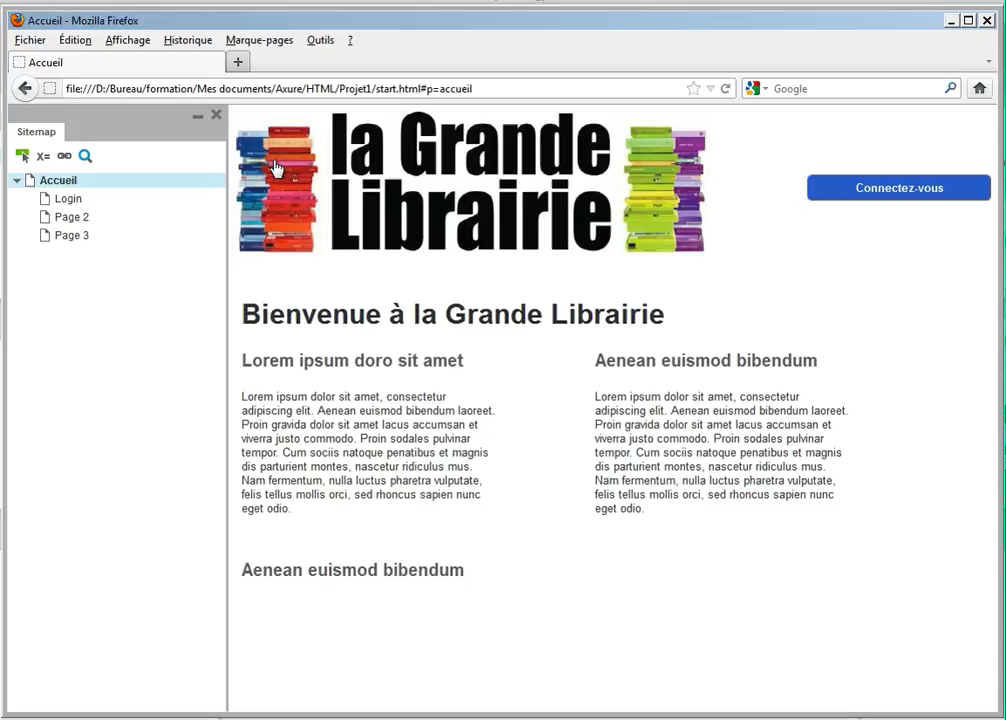 Accueil - Mozilla Firefox
Fichier Édition Affichage Historique Marque-pages Outils ?
Accueil
file:///D:/Bureau/formation/Mes documents/Axure/HTML/Projet1/start.html#p=accueil
Google
Sitemap
X=
Accueil
Login
Page 2
Page 3
la Grande
Librairie
Connectez-vous
Bienvenue à la Grande Librairie
Lorem ipsum doro sit amet
Lorem ipsum dolor sit amet, consectetur
adipiscing elit. Aenean euismod bibendum laoreet.
Proin gravida dolor sit amet lacus accumsan et
viverra justo commodo. Proin sodales pulvinar
tempor. Cum sociis natoque penatibus et magnis
dis parturient montes, nascetur ridiculus mus.
Nam fermentum, nulla luctus pharetra vulputate,
felis tellus mollis orci, sed rhoncus sapien nunc
eget odio.
Aenean euismod bibendum
Lorem ipsum dolor sit amet, consectetur
adipiscing elit. Aenean euismod bibendum laoreet.
Proin gravida dolor sit amet lacus accumsan et
viverra justo commodo. Proin sodales pulvinar
tempor. Cum sociis natoque penatibus et magnis
dis parturient montes, nascetur ridiculus mus.
Nam fermentum, nulla luctus pharetra vulputate,
felis tellus mollis orci, sed rhoncus sapien nunc
eget odio.
Aenean euismod bibendum